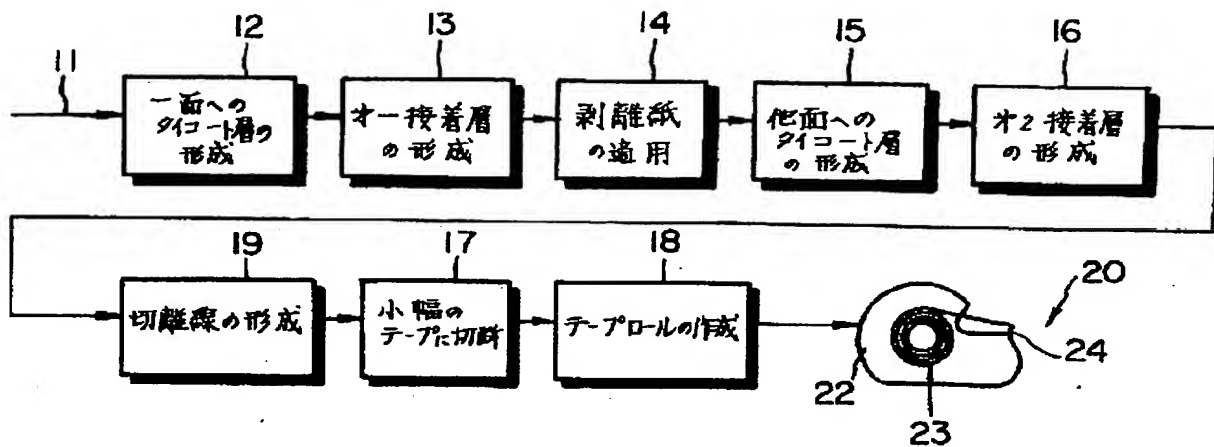 11
12
13
14
15
16
一面への
タイコート層の
形成
オ一接着層
の形成
剥離紙
の適用
他面への
タイコート層
の形成
オ2接着層
の形成
19
17
18
20
切離線の形成
小幅の
テープに切断
テープロールの作成
22
23
24